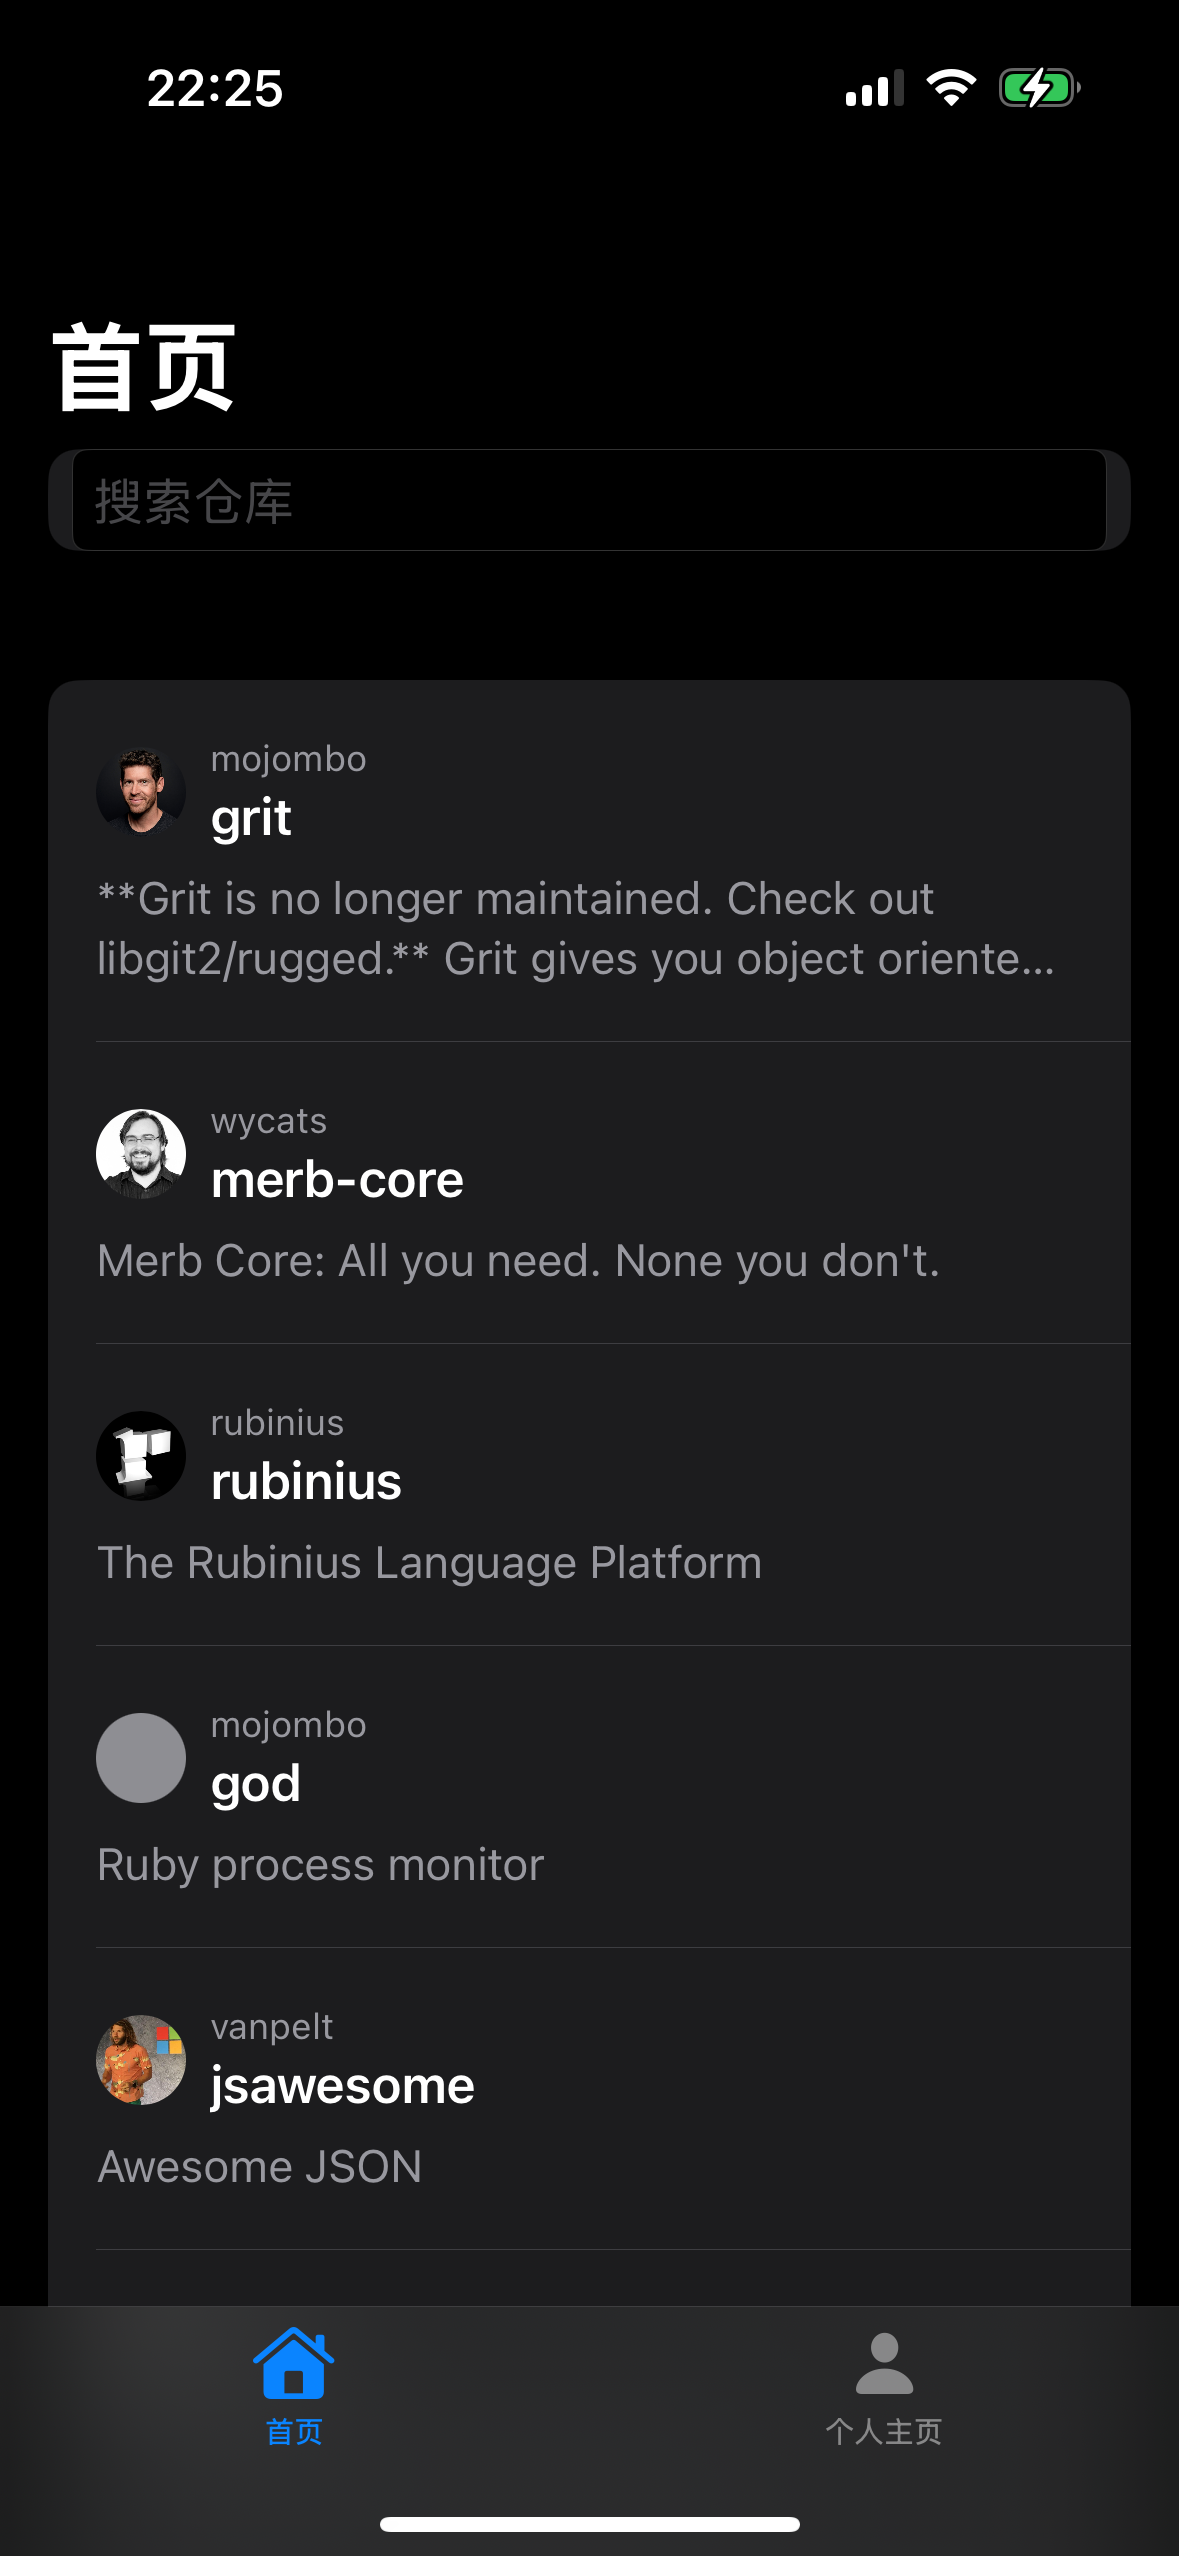 22:25
首页
搜索仓库
mojombo
grit
**Grit is no longer maintained. Check out
libgit2/rugged.** Grit gives you object oriente...
wycats
merb-core
Merb Core: All you need. None you don't.
rubinius
rubinius
The Rubinius Language Platform
mojombo
god
Ruby process monitor
vanpelt
jsawesome
Awesome JSON
首页
个人主页